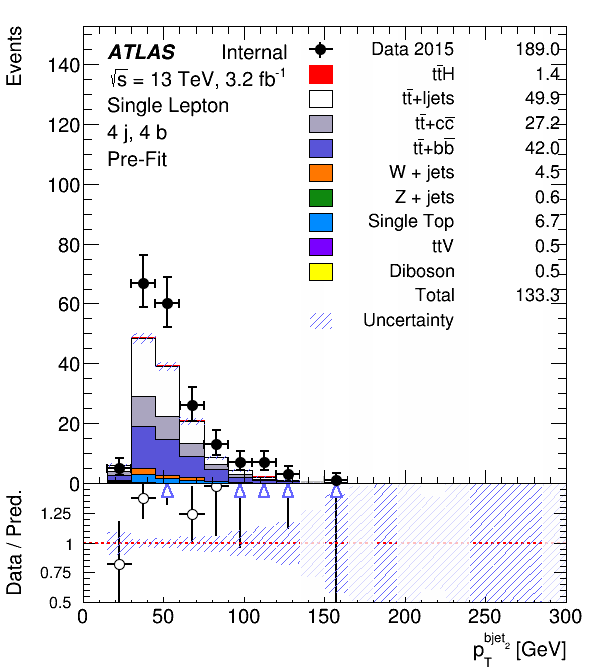 Events
ATLAS Internal
√s = 13 TeV, 3.2 fb⁻¹
Single Lepton
4 j, 4 b
Pre-Fit
Data 2015 189.0
tt̄H 1.4
tt̄+ljets 49.9
tt̄+cc̄ 27.2
tt̄+bb̄ 42.0
W + jets 4.5
Z + jets 0.6
Single Top 6.7
ttV 0.5
Diboson 0.5
Total 133.3
Uncertainty
140
120
100
80
60
40
20
0
Data / Pred.
1.25
1
0.75
0.5
0 50 100 150 200 250 300
p_T^bjet_2 [GeV]